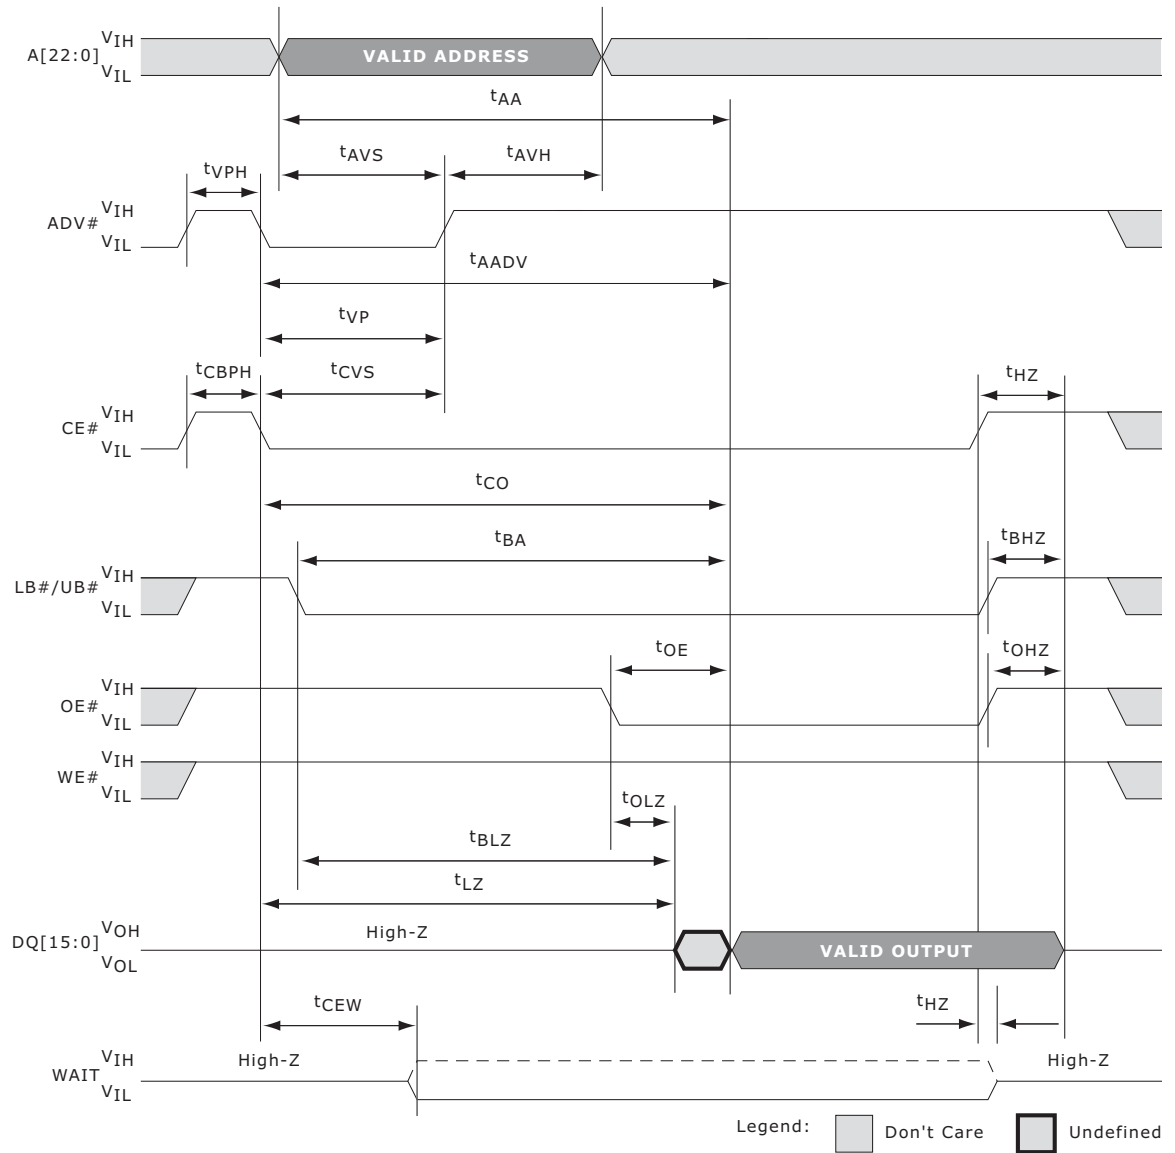 A[22:0]
VIH
VIL
VALID ADDRESS
tAA
tAVS
tAVH
tVPH
ADV#
VIH
VIL
tAADV
tVP
tCBPH
tCVS
tHZ
CE#
VIH
VIL
tCO
tBA
tBHZ
LB#/UB#
VIH
VIL
tOE
tOHZ
OE#
VIH
VIL
WE#
VIH
VIL
tOLZ
tBLZ
tLZ
DQ[15:0]
VOH
VOL
High-Z
VALID OUTPUT
tCEW
tHZ
WAIT
VIH
VIL
High-Z
High-Z
Legend:
Don't Care
Undefined